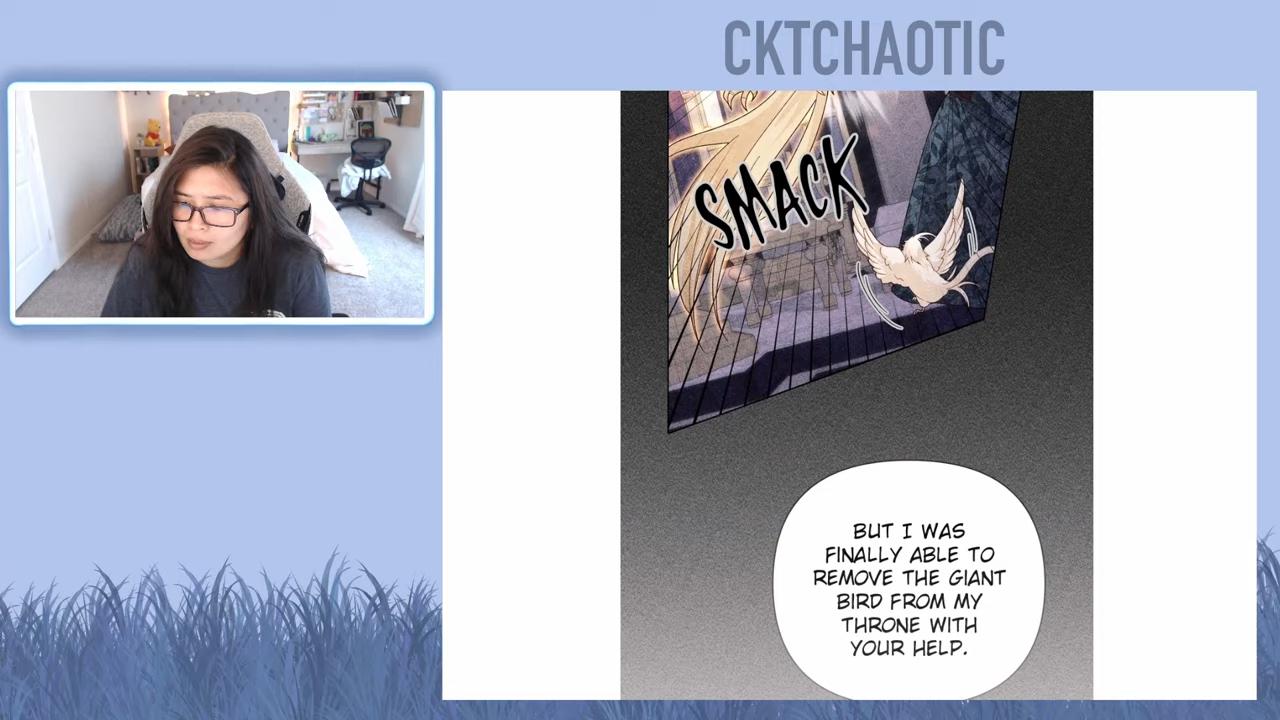 CKTCHAOTIC
SMACK
BUT I WAS
FINALLY ABLE TO
REMOVE THE GIANT
BIRD FROM MY
THRONE WITH
YOUR HELP.